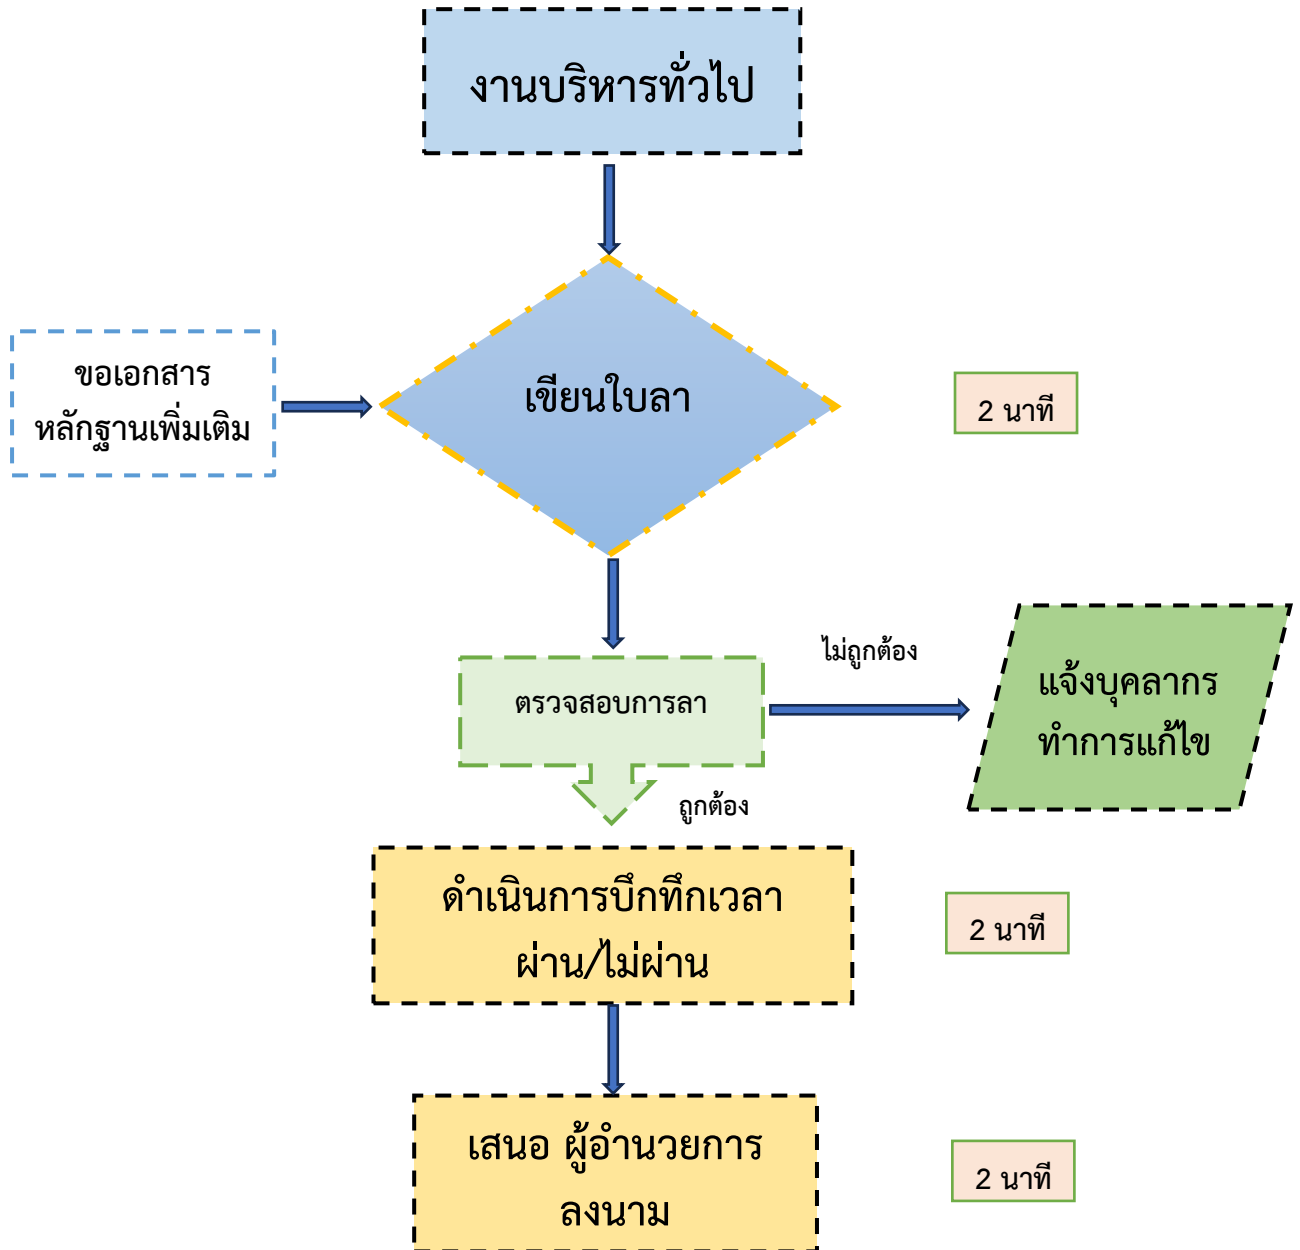 งานบริหารทั่วไป
ขอเอกสาร
หลักฐานเพิ่มเติม
เขียนใบลา
2 นาที
ไม่ถูกต้อง
ตรวจสอบการลา
แจ้งบุคลากร
ทำการแก้ไข
ถูกต้อง
ดำเนินการบึกทึกเวลา
ผ่าน/ไม่ผ่าน
2 นาที
เสนอ ผู้อำนวยการ
ลงนาม
2 นาที